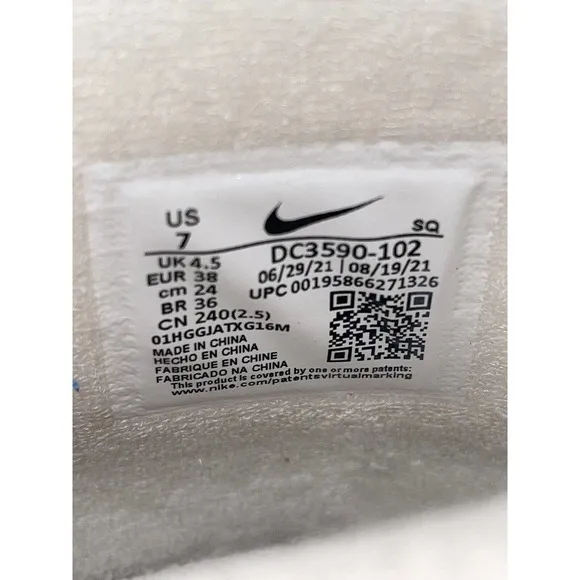 US
7
SQ
UK 4.5
EUR 38
cm 24
BR 36
CN 240(2.5)
DC3590-102
06/29/21 | 08/19/21
UPC 00195866271326
01HGGJATXG16M
MADE IN CHINA
HECHO EN CHINA
FABRIQUE EN CHINE
FABRICADO NA CHINA
This product is covered by one or more patents:
www.nike.com/patentsvirtualmarking